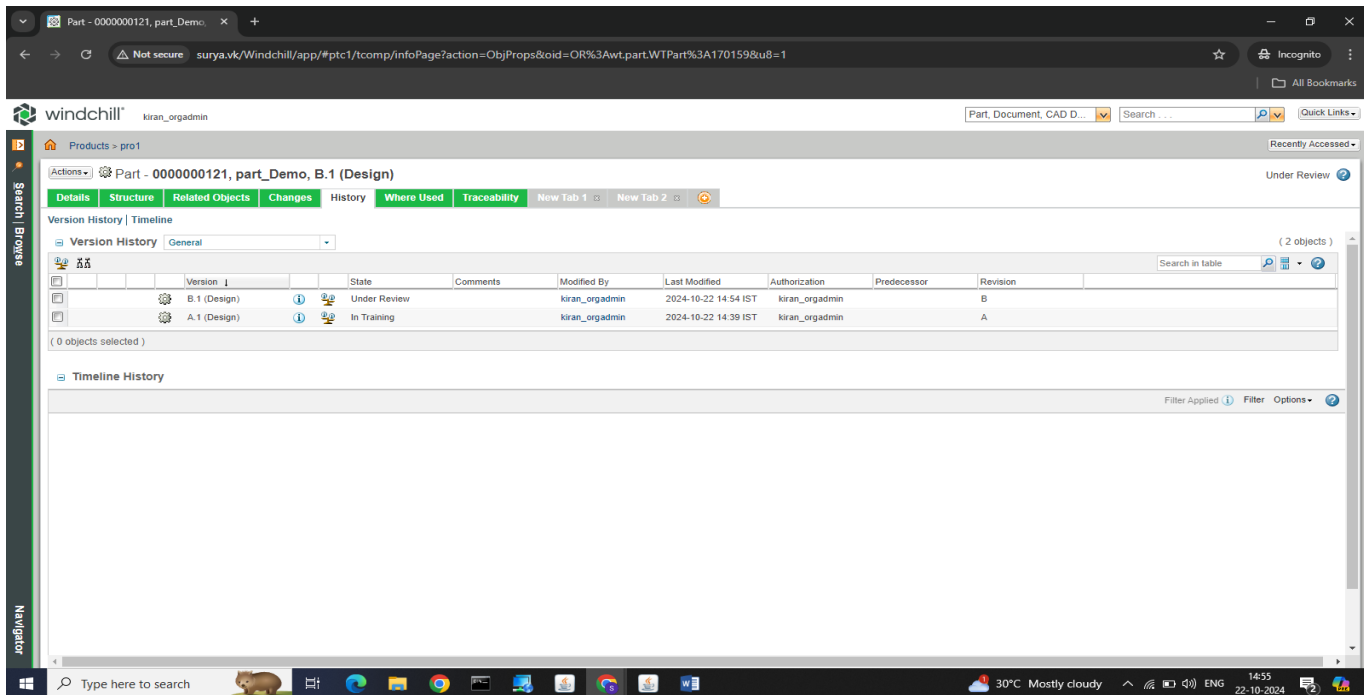 Part - 0000000121, part_Demo,
Not secure surya.vk/Windchill/app/#ptc1/tcomp/infoPage?action=ObjProps&oid=OR%3Awt.part.WTPart%3A170159&u8=1
Incognito
All Bookmarks
windchill kiran_orgadmin Part, Document, CAD D... Search . . . Quick Links
Products > pro1 Recently Accessed
Actions Part - 0000000121, part_Demo, B.1 (Design) Under Review
Details Structure Related Objects Changes History Where Used Traceability New Tab 1 New Tab 2
Version History | Timeline
Version History General ( 2 objects )
Search in table
Version State Comments Modified By Last Modified Authorization Predecessor Revision
B.1 (Design) Under Review kiran_orgadmin 2024-10-22 14:54 IST kiran_orgadmin B
A.1 (Design) In Training kiran_orgadmin 2024-10-22 14:39 IST kiran_orgadmin A
( 0 objects selected )
Timeline History
Filter Applied Filter Options
Search | Browse
Navigator
Type here to search 30°C Mostly cloudy ENG 14:55
22-10-2024